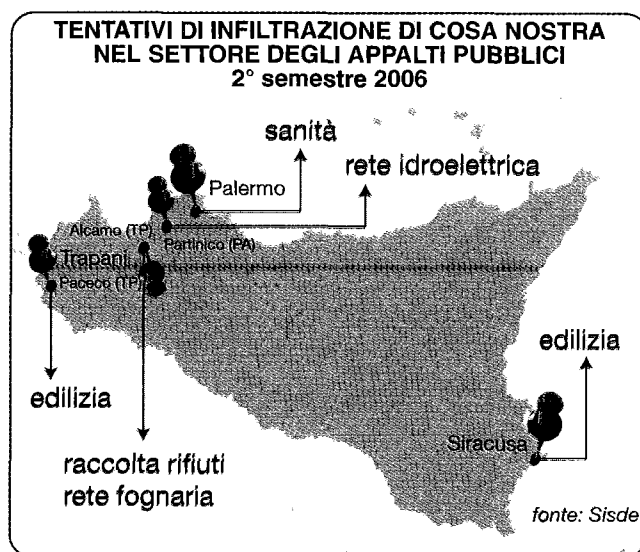 TENTATIVI DI INFILTRAZIONE DI COSA NOSTRA
NEL SETTORE DEGLI APPALTI PUBBLICI
2° semestre 2006
sanità
rete idroelettrica
Palermo
Alcamo (TP)
Partinico (PA)
Trapani
Paceco (TP)
edilizia
edilizia
Siracusa
raccolta rifiuti
rete fognaria
fonte: Sisde